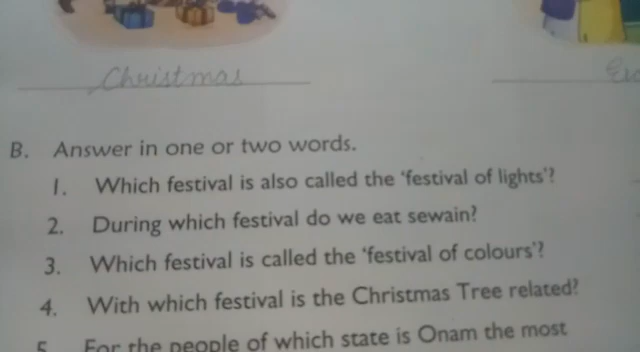 Christmas
B. Answer in one or two words.
1. Which festival is also called the 'festival of lights'?
2. During which festival do we eat sewain?
3. Which festival is called the 'festival of colours'?
4. With which festival is the Christmas Tree related?
5. For the people of which state is Onam the most